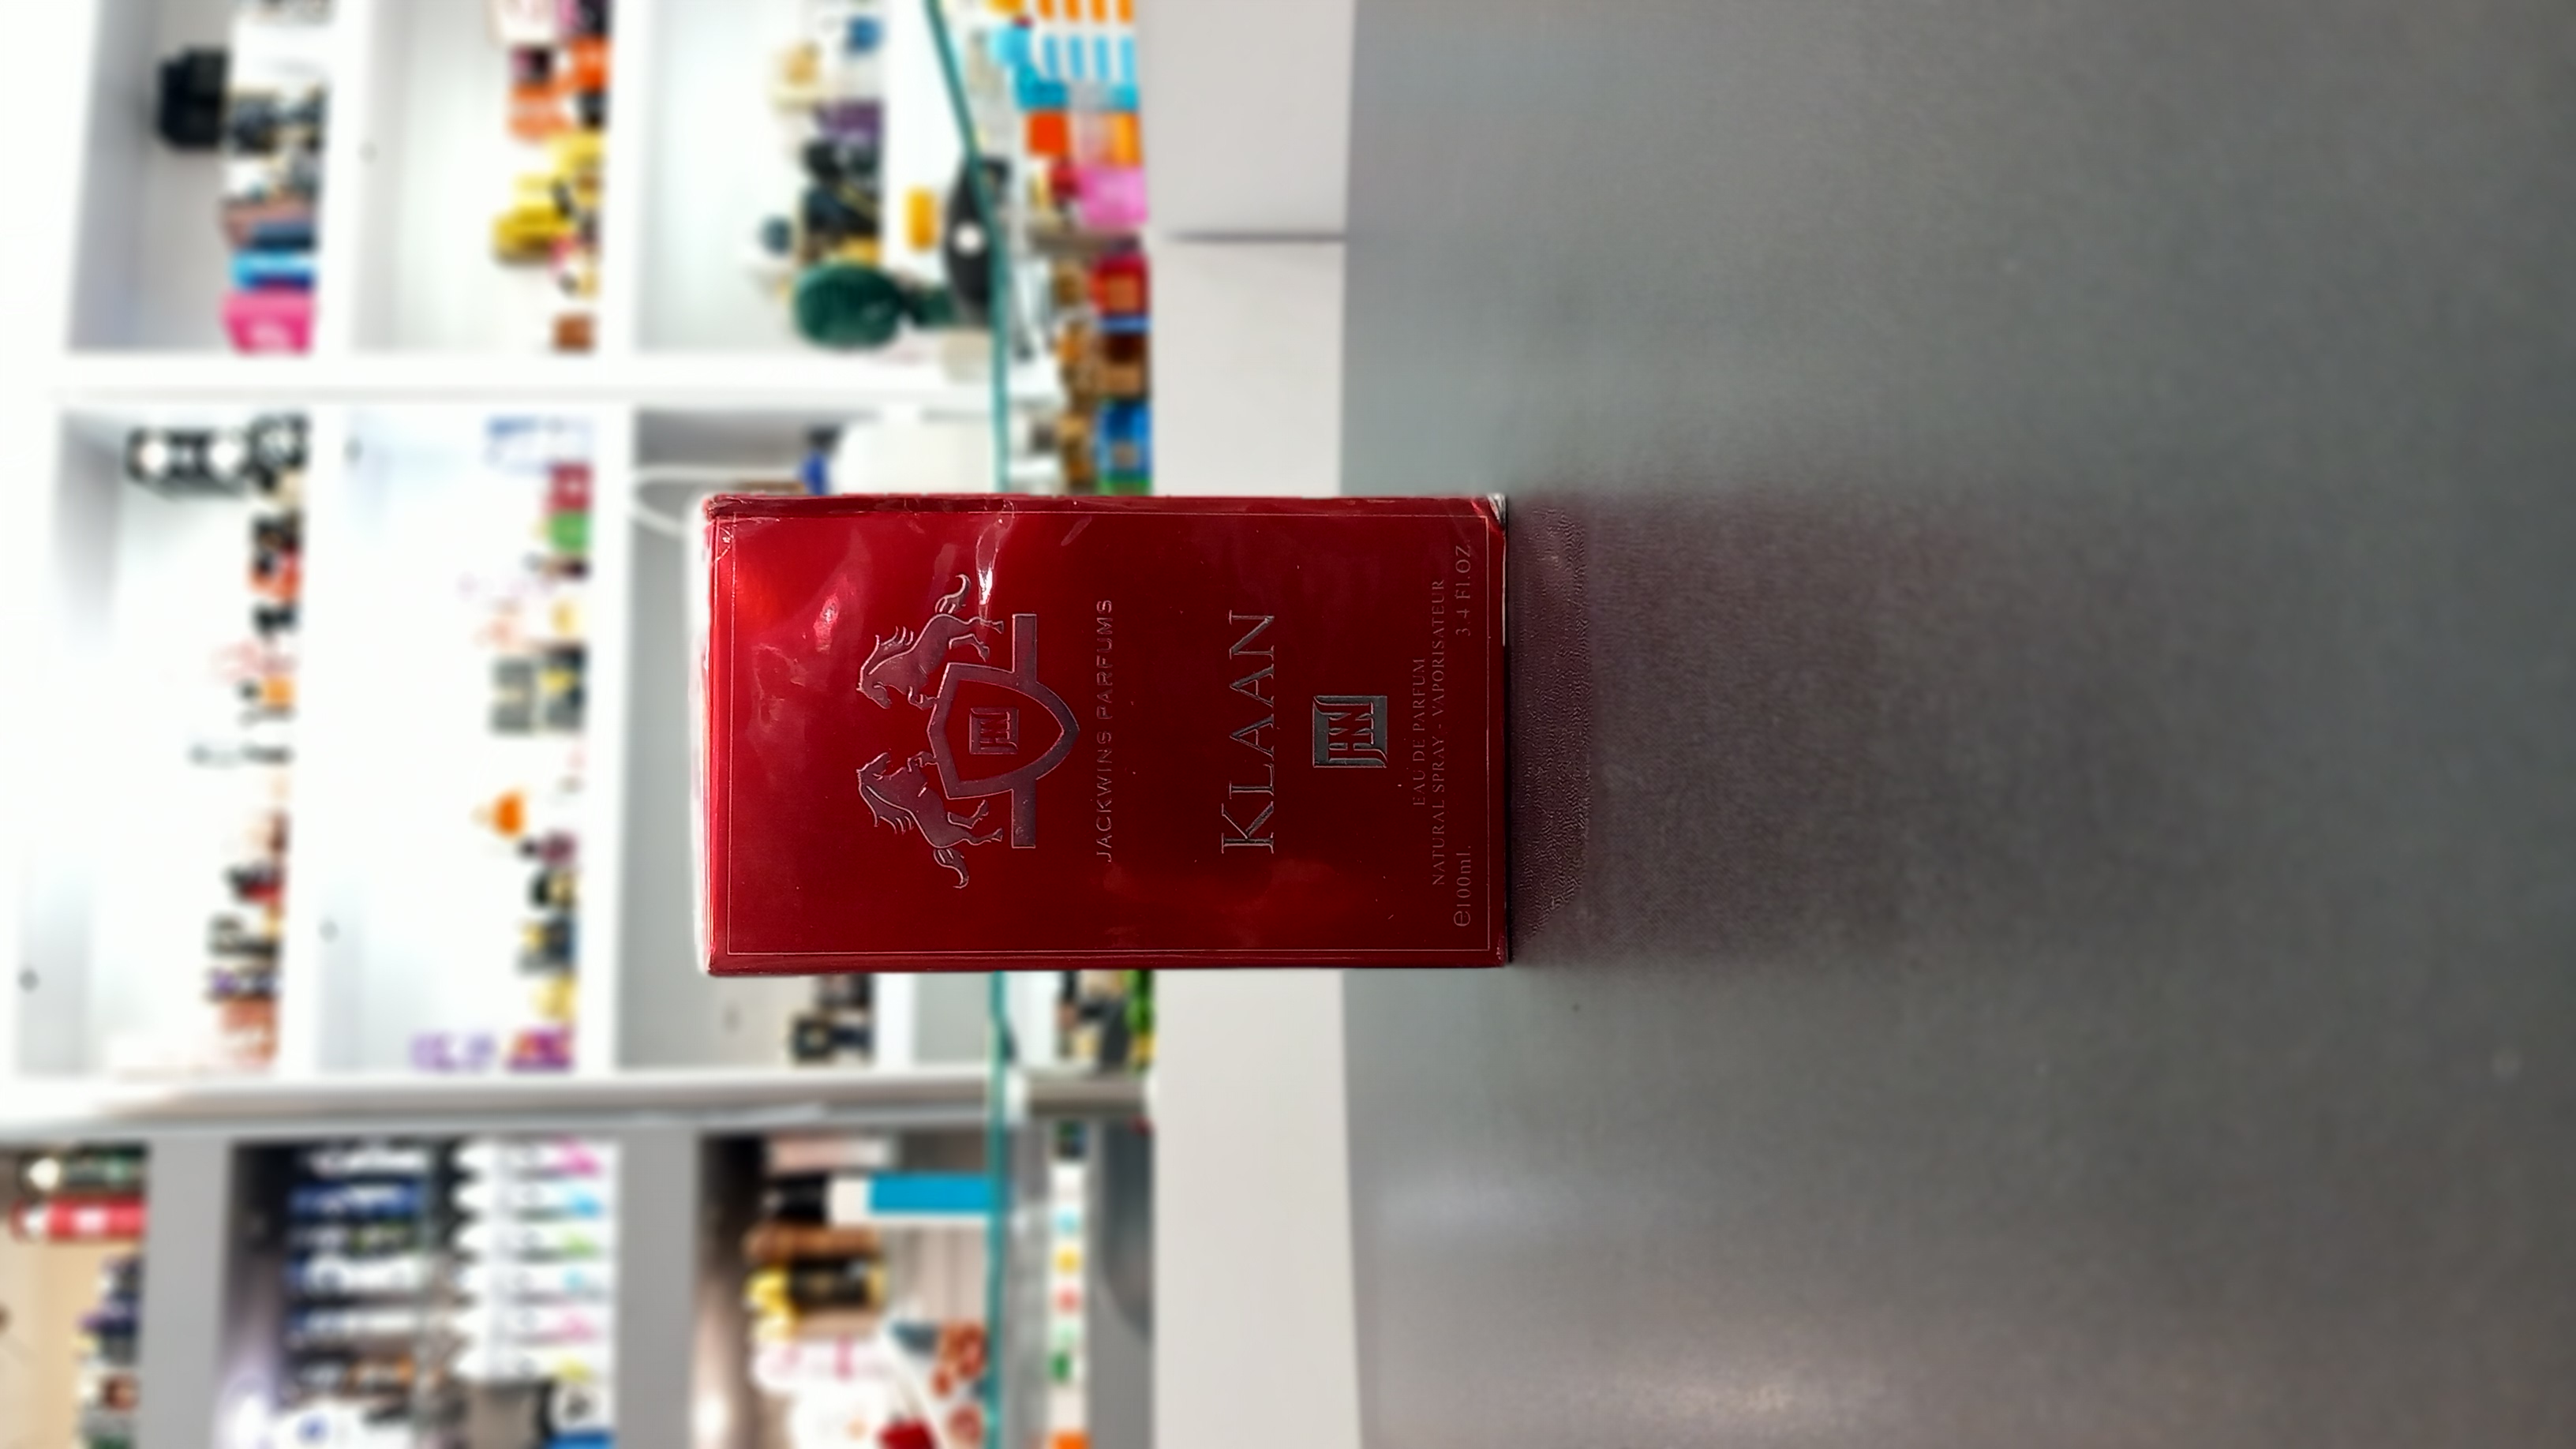 JACKWINS PARFUMS
KLAAN
EAU DE PARFUM
NATURAL SPRAY - VAPORISATEUR
℮100ml. 3.4 Fl.OZ